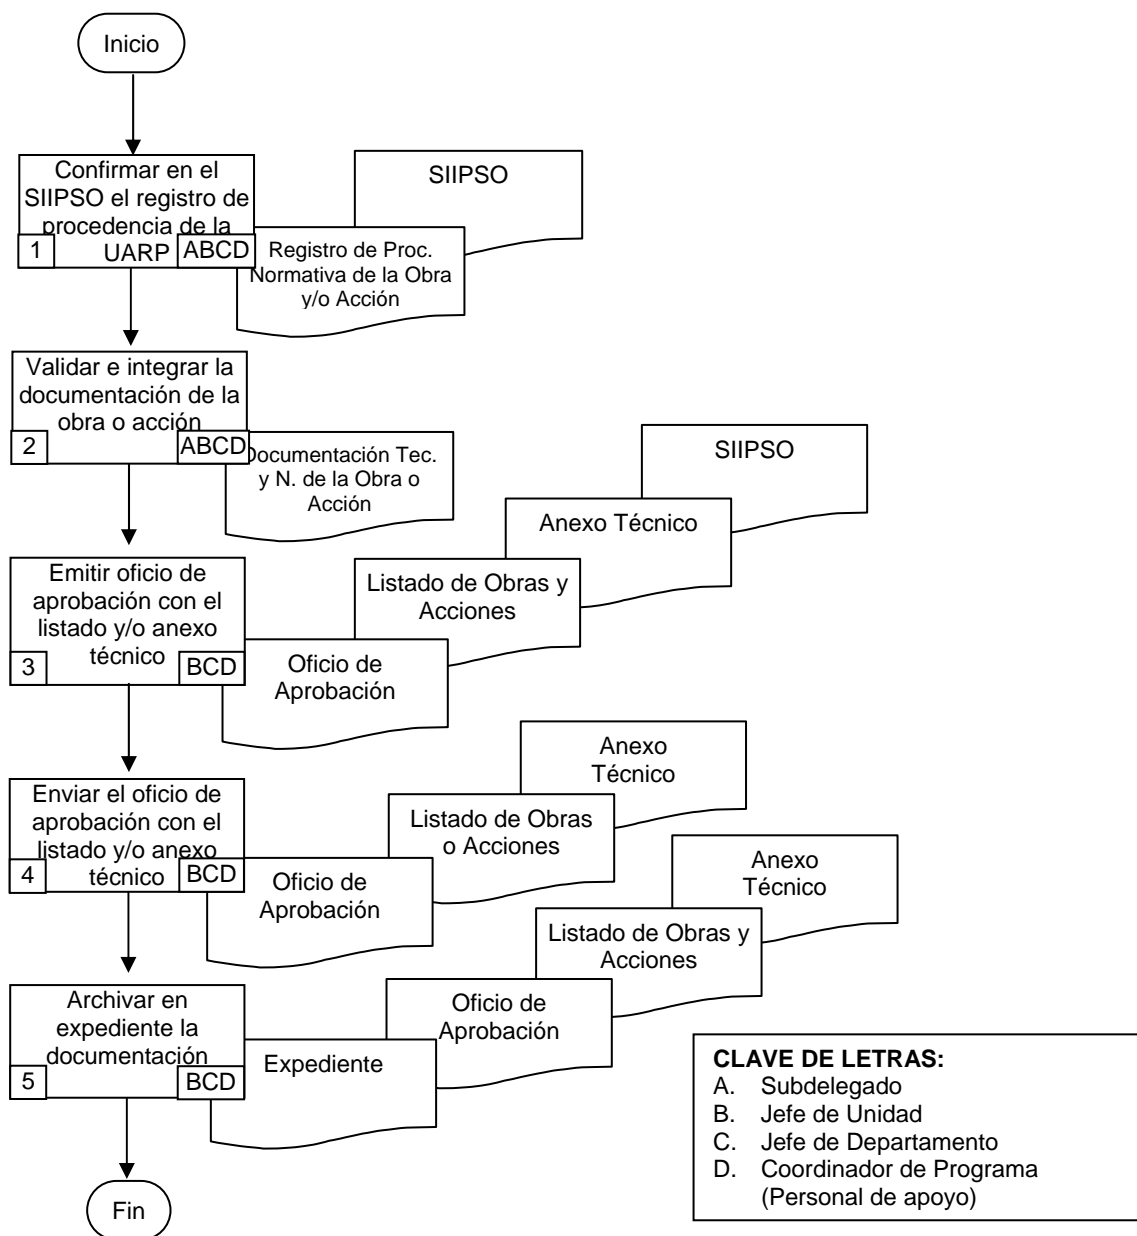 Inicio
Confirmar en el
SIIPSO el registro de
procedencia de la
UARP
1
ABCD
SIIPSO
Registro de Proc.
Normativa de la Obra
y/o Acción
Validar e integrar la
documentación de la
obra o acción
2
ABCD
Documentación Tec.
y N. de la Obra o
Acción
SIIPSO
Anexo Técnico
Listado de Obras y
Acciones
Oficio de
Aprobación
Emitir oficio de
aprobación con el
listado y/o anexo
técnico
3
BCD
Anexo
Técnico
Listado de Obras
o Acciones
Oficio de
Aprobación
Enviar el oficio de
aprobación con el
listado y/o anexo
técnico
4
BCD
Anexo
Técnico
Listado de Obras y
Acciones
Oficio de
Aprobación
Expediente
Archivar en
expediente la
documentación
5
BCD
Fin
CLAVE DE LETRAS:
A. Subdelegado
B. Jefe de Unidad
C. Jefe de Departamento
D. Coordinador de Programa
(Personal de apoyo)